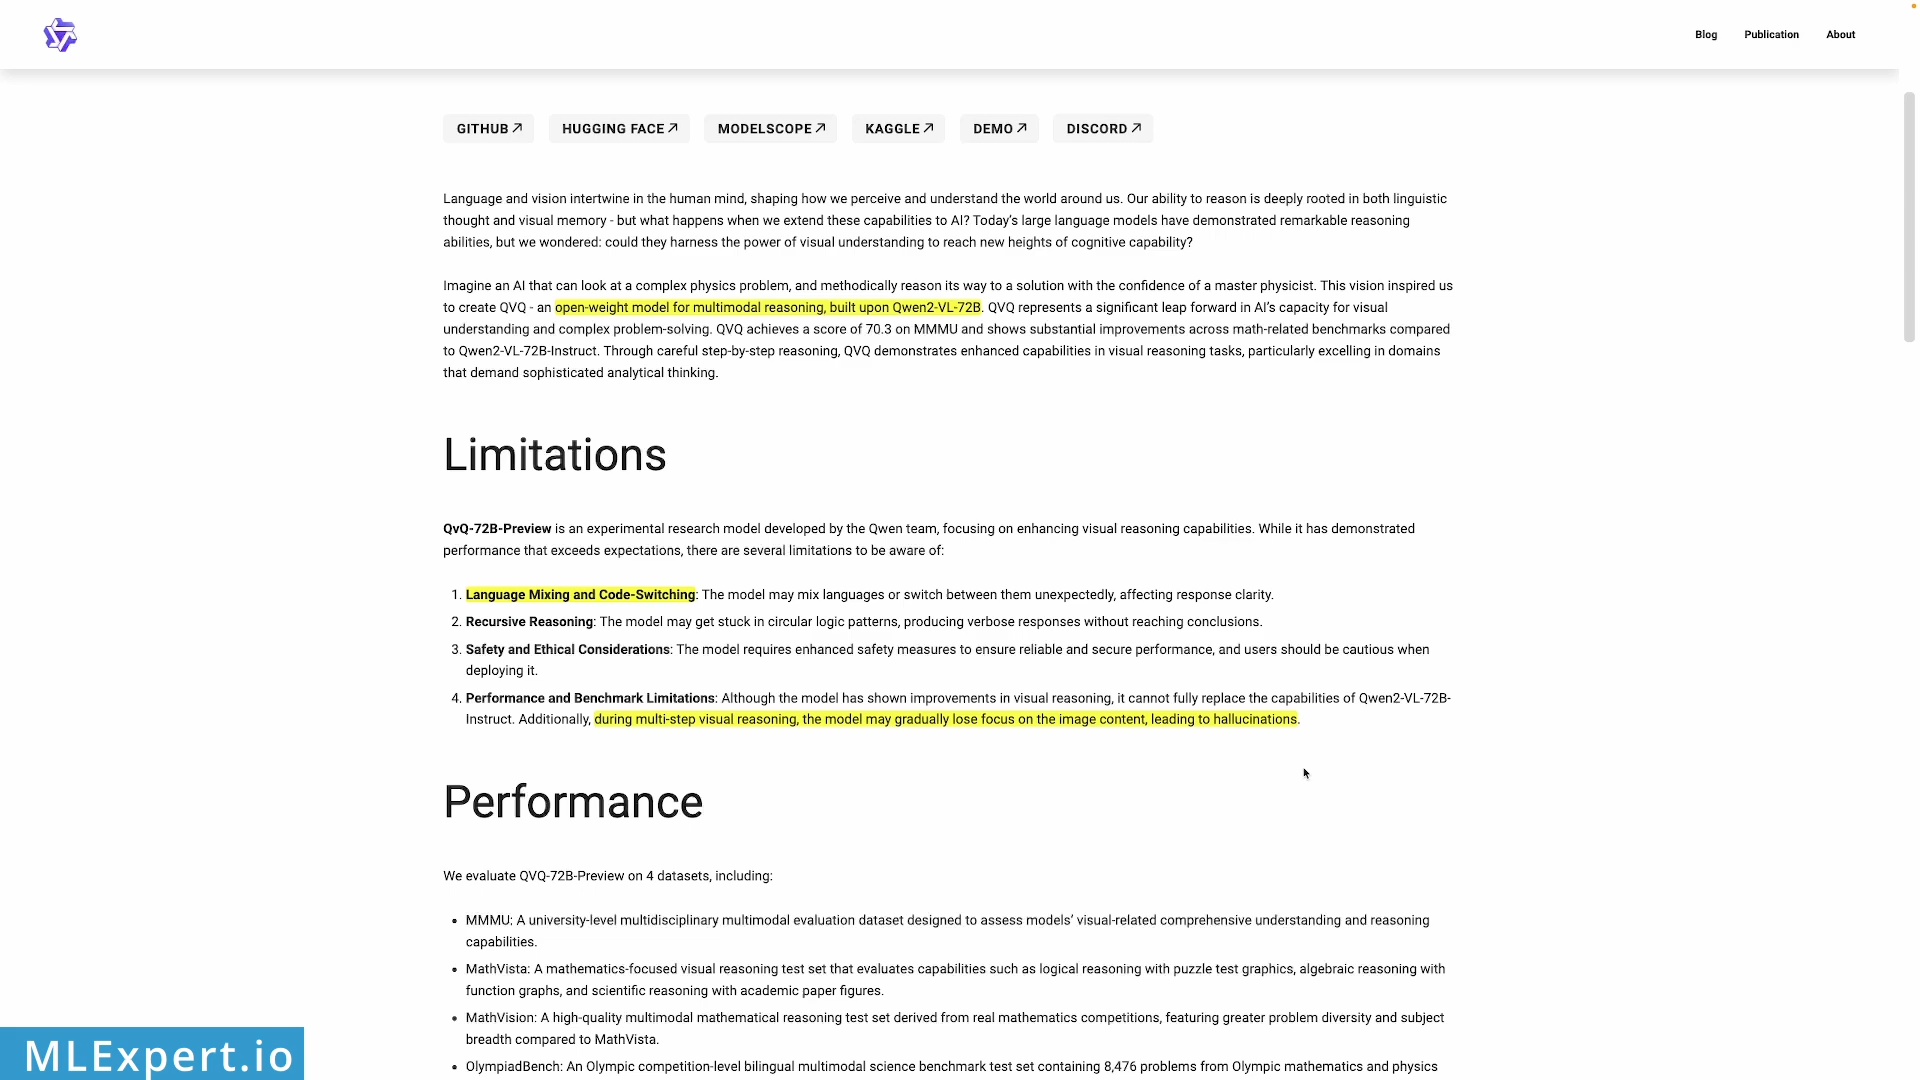 Blog Publication About
GITHUB HUGGING FACE MODELSCOPE KAGGLE DEMO DISCORD
Language and vision intertwine in the human mind, shaping how we perceive and understand the world around us. Our ability to reason is deeply rooted in both linguistic
thought and visual memory - but what happens when we extend these capabilities to AI? Today’s large language models have demonstrated remarkable reasoning
abilities, but we wondered: could they harness the power of visual understanding to reach new heights of cognitive capability?
Imagine an AI that can look at a complex physics problem, and methodically reason its way to a solution with the confidence of a master physicist. This vision inspired us
to create QVQ - an open-weight model for multimodal reasoning, built upon Qwen2-VL-72B. QVQ represents a significant leap forward in AI’s capacity for visual
understanding and complex problem-solving. QVQ achieves a score of 70.3 on MMMU and shows substantial improvements across math-related benchmarks compared
to Qwen2-VL-72B-Instruct. Through careful step-by-step reasoning, QVQ demonstrates enhanced capabilities in visual reasoning tasks, particularly excelling in domains
that demand sophisticated analytical thinking.
Limitations
QvQ-72B-Preview is an experimental research model developed by the Qwen team, focusing on enhancing visual reasoning capabilities. While it has demonstrated
performance that exceeds expectations, there are several limitations to be aware of:
1. Language Mixing and Code-Switching: The model may mix languages or switch between them unexpectedly, affecting response clarity.
2. Recursive Reasoning: The model may get stuck in circular logic patterns, producing verbose responses without reaching conclusions.
3. Safety and Ethical Considerations: The model requires enhanced safety measures to ensure reliable and secure performance, and users should be cautious when
deploying it.
4. Performance and Benchmark Limitations: Although the model has shown improvements in visual reasoning, it cannot fully replace the capabilities of Qwen2-VL-72B-
Instruct. Additionally, during multi-step visual reasoning, the model may gradually lose focus on the image content, leading to hallucinations.
Performance
We evaluate QVQ-72B-Preview on 4 datasets, including:
• MMMU: A university-level multidisciplinary multimodal evaluation dataset designed to assess models’ visual-related comprehensive understanding and reasoning
capabilities.
• MathVista: A mathematics-focused visual reasoning test set that evaluates capabilities such as logical reasoning with puzzle test graphics, algebraic reasoning with
function graphs, and scientific reasoning with academic paper figures.
• MathVision: A high-quality multimodal mathematical reasoning test set derived from real mathematics competitions, featuring greater problem diversity and subject
breadth compared to MathVista.
• OlympiadBench: An Olympic competition-level bilingual multimodal science benchmark test set containing 8,476 problems from Olympic mathematics and physics
MLExpert.io